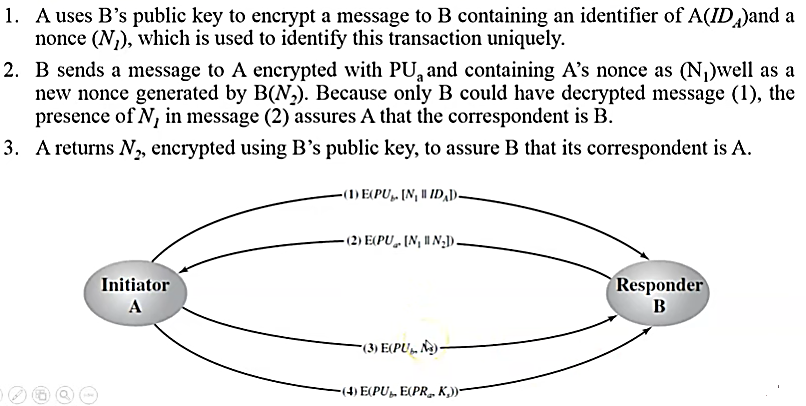 1. A uses B's public key to encrypt a message to B containing an identifier of A(ID_A)and a
nonce (N_1), which is used to identify this transaction uniquely.
2. B sends a message to A encrypted with PU_a and containing A's nonce as (N_1)well as a
new nonce generated by B(N_2). Because only B could have decrypted message (1), the
presence of N_1 in message (2) assures A that the correspondent is B.
3. A returns N_2, encrypted using B's public key, to assure B that its correspondent is A.
(1) E(PU_b, [N_1 || ID_A])
(2) E(PU_a, [N_1 || N_2])
Initiator
A
Responder
B
(3) E(PU_b, N_2)
(4) E(PU_b, E(PR_a, K_s))